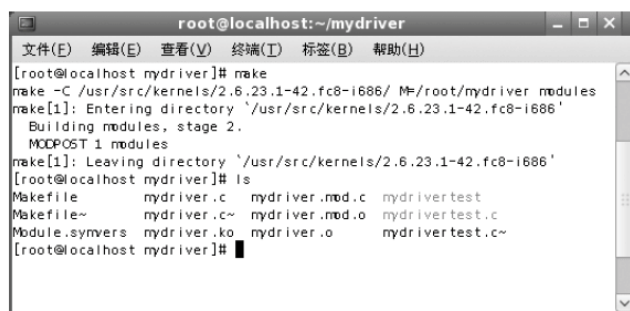 root@localhost:~/mydriver
文件(F) 编辑(E) 查看(V) 终端(T) 标签(B) 帮助(H)
[root@localhost mydriver]# make
make -C /usr/src/kernels/2.6.23.1-42.fc8-i686/ M=/root/mydriver modules
make[1]: Entering directory `/usr/src/kernels/2.6.23.1-42.fc8-i686'
Building modules, stage 2.
MODPOST 1 modules
make[1]: Leaving directory `/usr/src/kernels/2.6.23.1-42.fc8-i686'
[root@localhost mydriver]# ls
Makefile mydriver.c mydriver.mod.c mydrivertest
Makefile~ mydriver.c~ mydriver.mod.o mydrivertest.c
Module.symvers mydriver.ko mydriver.o mydrivertest.c~
[root@localhost mydriver]#